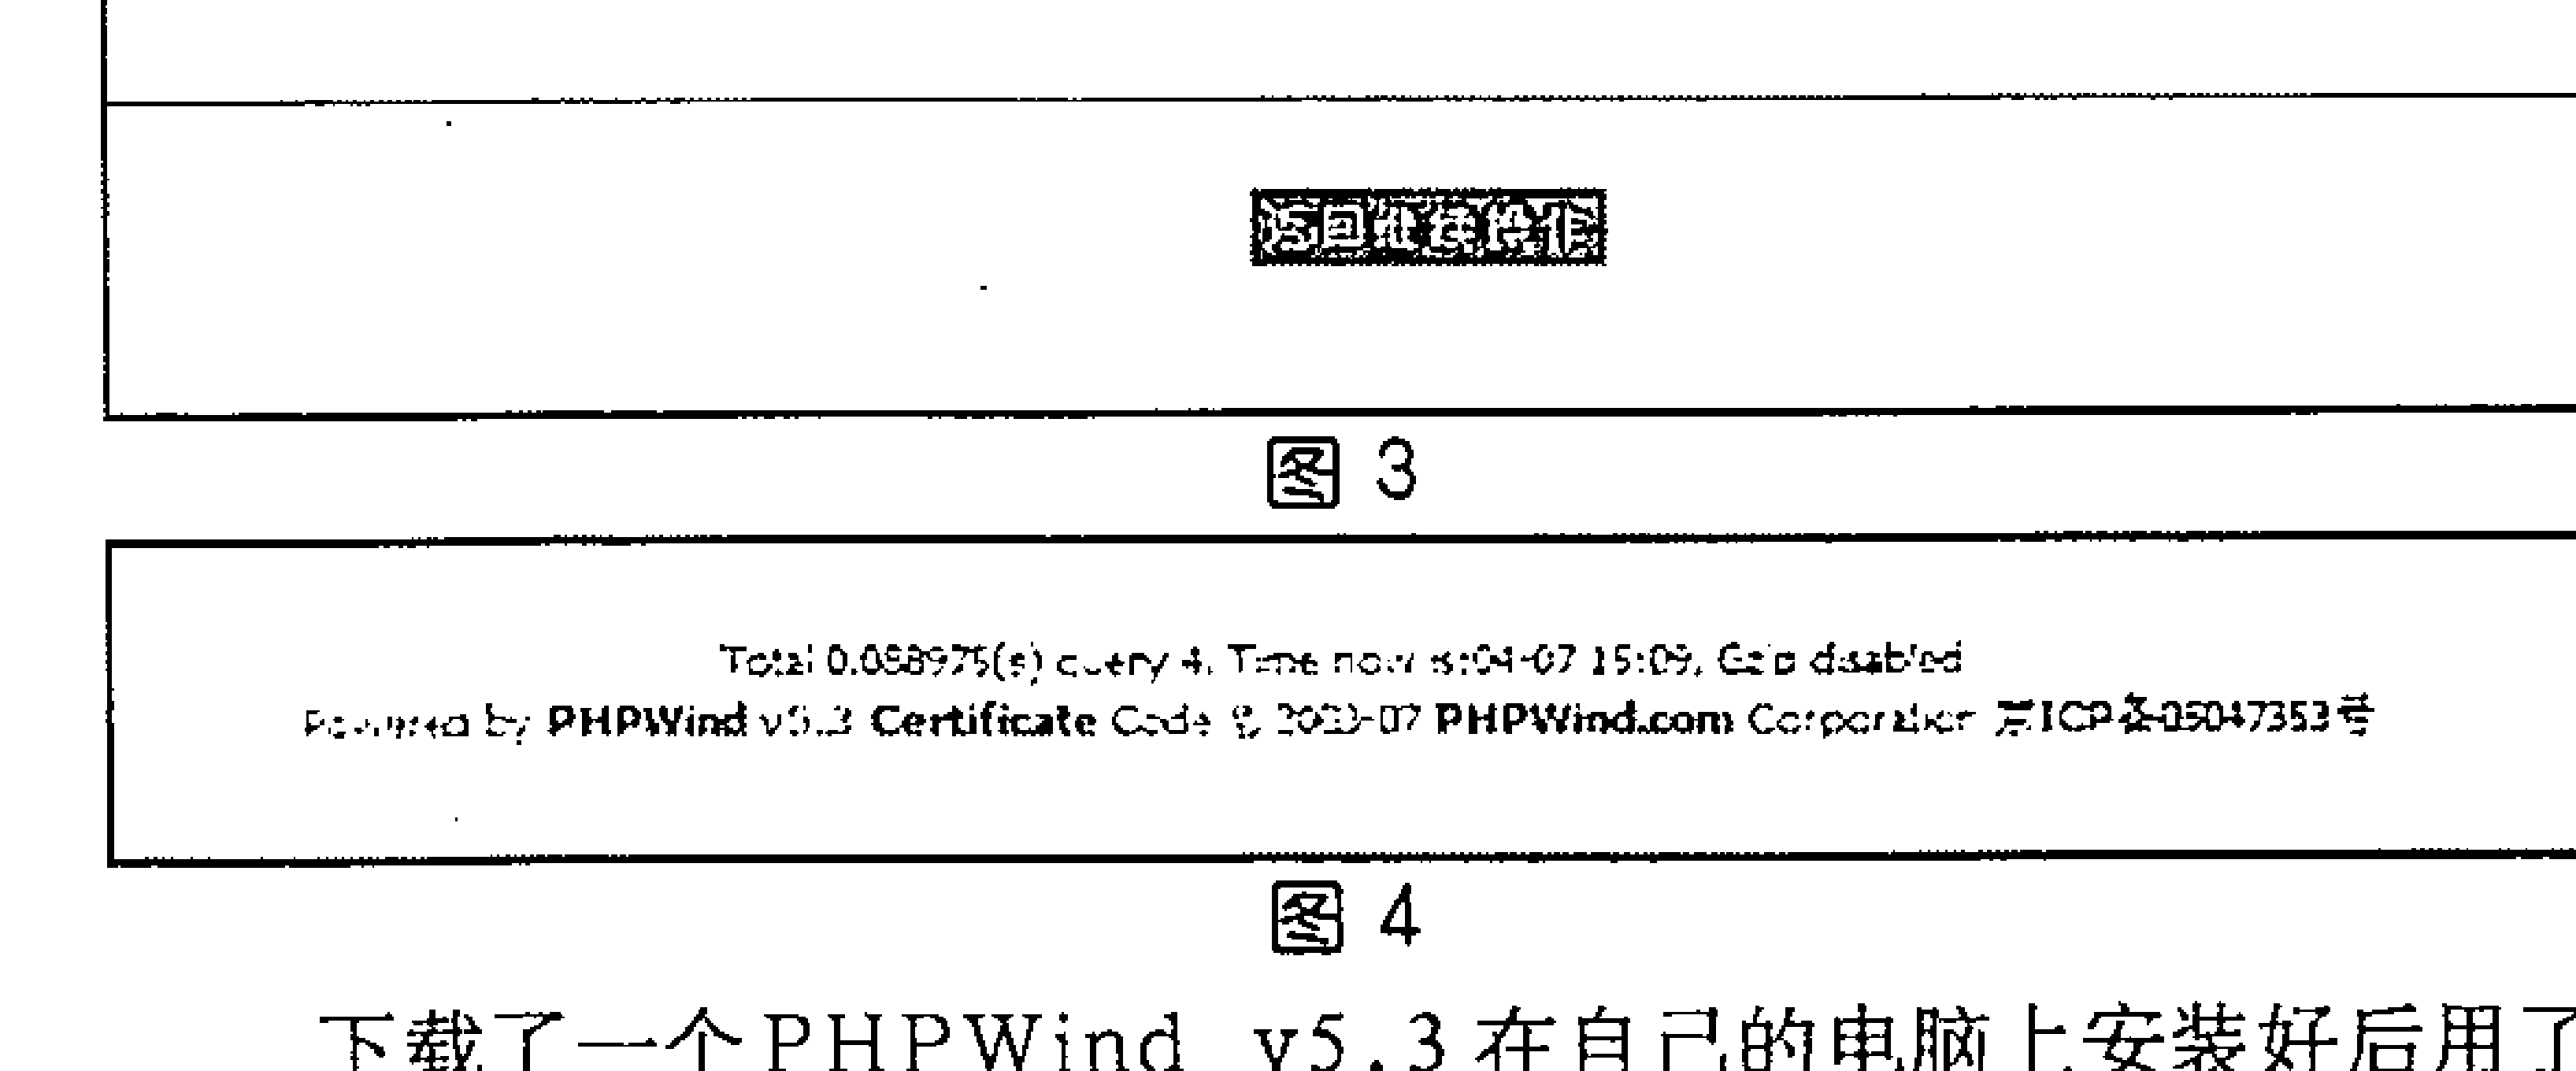 返回继续操作
图 3
Total 0.088975(s) query 4, Time now is:04-07 15:09, Gzip disabled
Powered by PHPWind v5.3 Certificate Code © 2003-07 PHPWind.com Corporation 京ICP备05047353号
图 4
下载了一个PHPWind v5.3在自己的电脑上安装好后用了